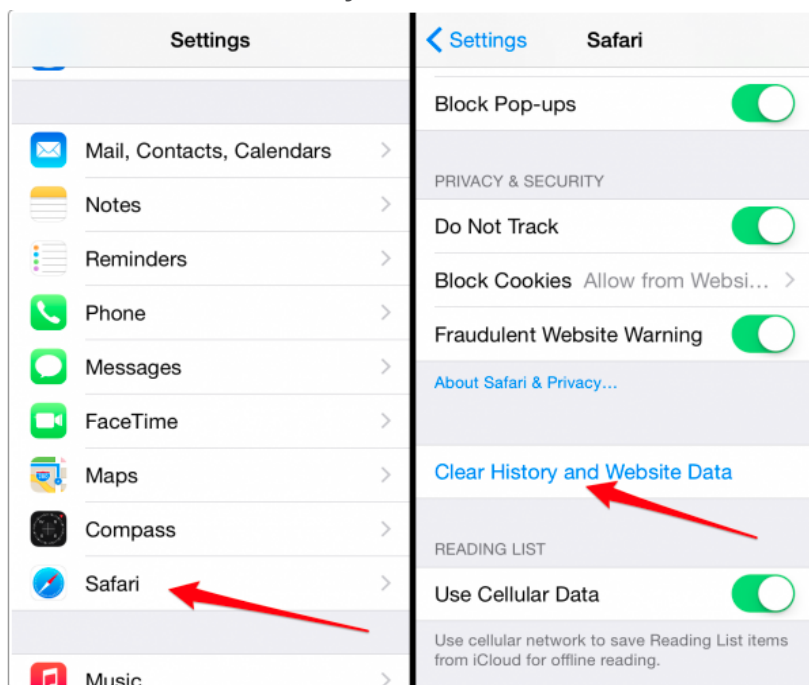 Settings
Mail, Contacts, Calendars
Notes
Reminders
Phone
Messages
FaceTime
Maps
Compass
Safari
Music
Settings Safari
Block Pop-ups
PRIVACY & SECURITY
Do Not Track
Block Cookies Allow from Websi...
Fraudulent Website Warning
About Safari & Privacy...
Clear History and Website Data
READING LIST
Use Cellular Data
Use cellular network to save Reading List items
from iCloud for offline reading.